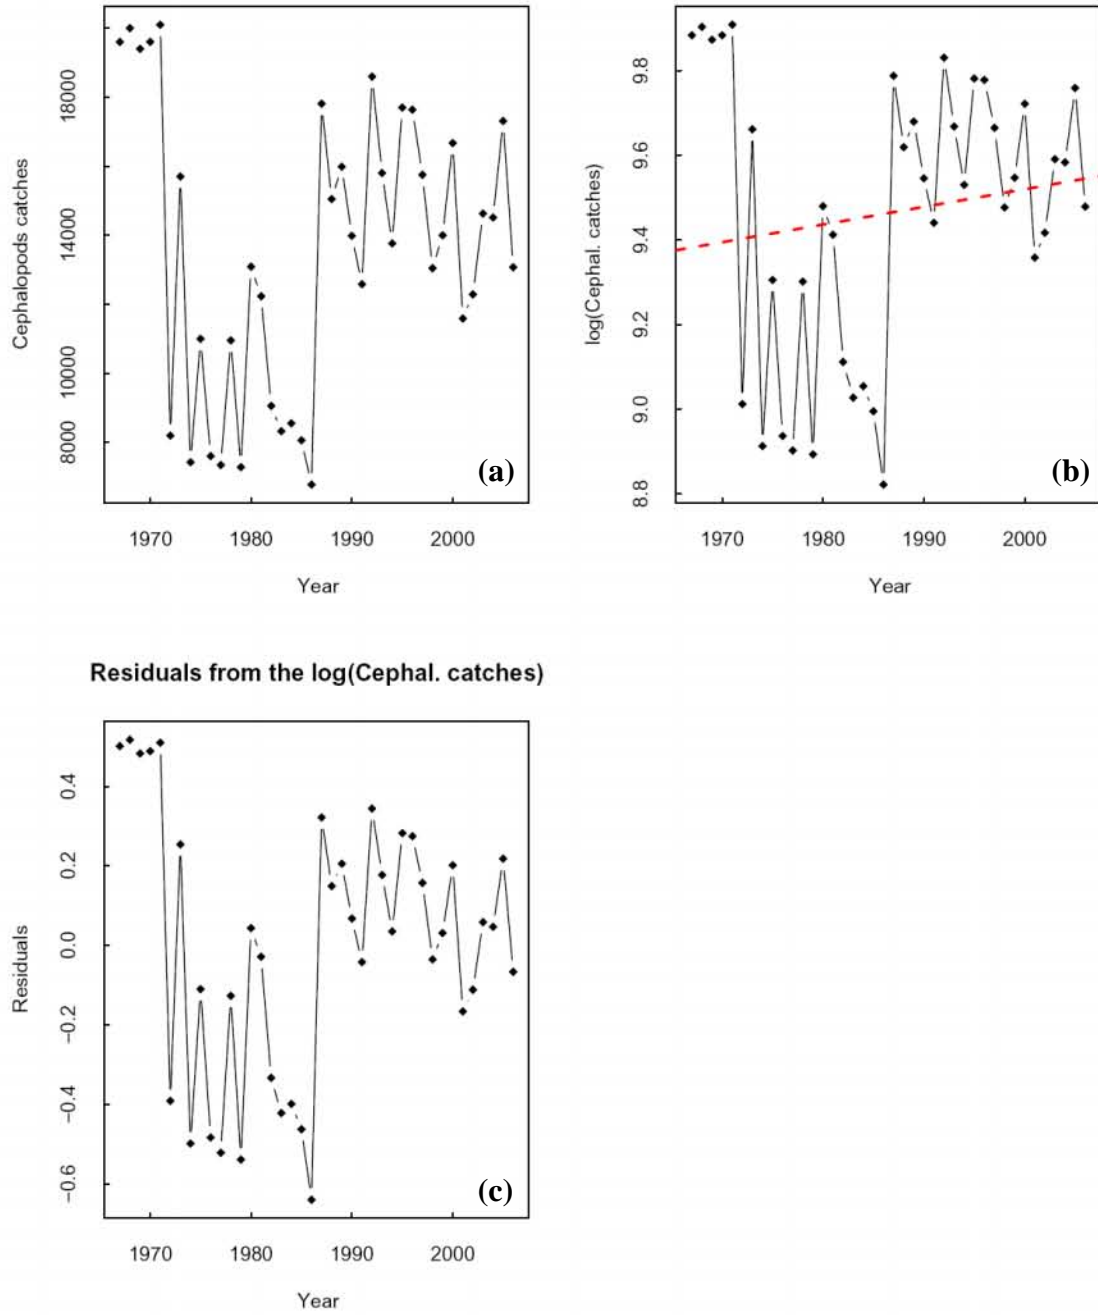 18000
14000
10000
8000
Cephalopods catches
(a)
1970 1980 1990 2000
Year
9.8
9.6
9.4
9.2
9.0
8.8
log(Cephal. catches)
(b)
1970 1980 1990 2000
Year
Residuals from the log(Cephal. catches)
0.4
0.2
0.0
−0.2
−0.4
−0.6
Residuals
(c)
1970 1980 1990 2000
Year